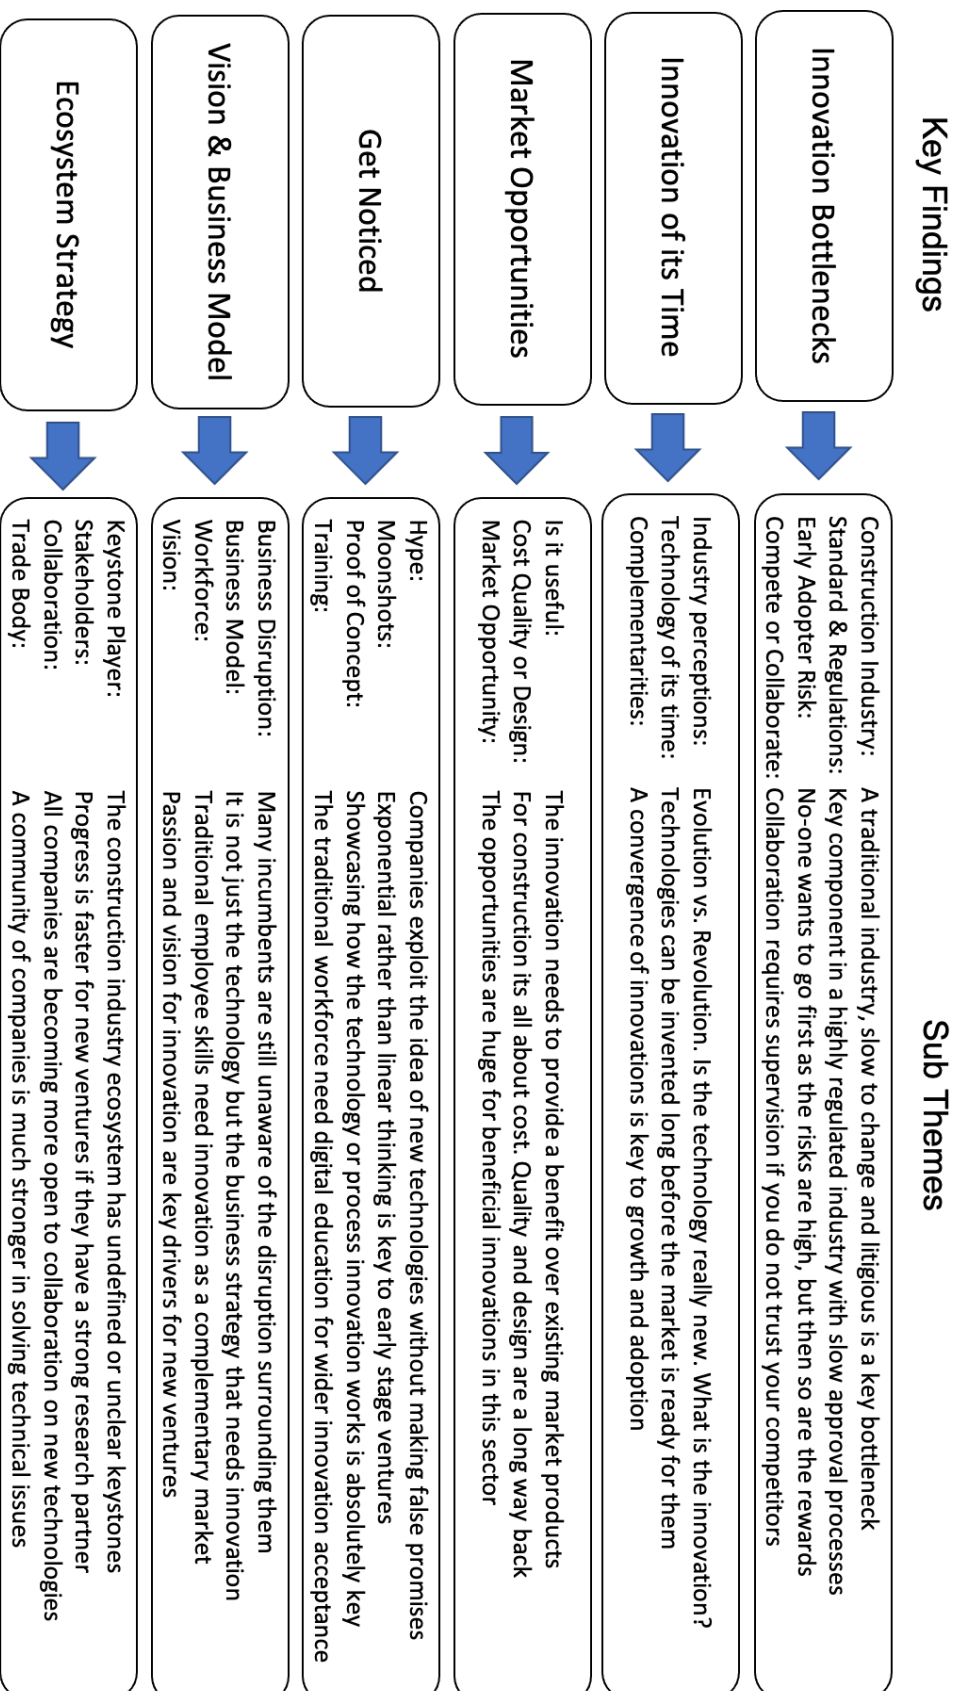 Key Findings
Sub Themes
Innovation Bottlenecks
Construction Industry: A traditional industry, slow to change and litigious is a key bottleneck
Standard & Regulations: Key component in a highly regulated industry with slow approval processes
Early Adopter Risk: No-one wants to go first as the risks are high, but then so are the rewards
Compete or Collaborate: Collaboration requires supervision if you do not trust your competitors
Innovation of its Time
Industry perceptions: Evolution vs. Revolution. Is the technology really new. What is the innovation?
Technology of its time: Technologies can be invented long before the market is ready for them
Complementarities: A convergence of innovations is key to growth and adoption
Market Opportunities
Is it useful: The innovation needs to provide a benefit over existing market products
Cost Quality or Design: For construction its all about cost. Quality and design are a long way back
Market Opportunity: The opportunities are huge for beneficial innovations in this sector
Get Noticed
Hype: Companies exploit the idea of new technologies without making false promises
Moonshots: Exponential rather than linear thinking is key to early stage ventures
Proof of Concept: Showcasing how the technology or process innovation works is absolutely key
Training: The traditional workforce need digital education for wider innovation acceptance
Vision & Business Model
Business Disruption: Many incumbents are still unaware of the disruption surrounding them
Business Model: It is not just the technology but the business strategy that needs innovation
Workforce: Traditional employee skills need innovation as a complementary market
Vision: Passion and vision for innovation are key drivers for new ventures
Ecosystem Strategy
Keystone Player: The construction industry ecosystem has undefined or unclear keystones
Stakeholders: Progress is faster for new ventures if they have a strong research partner
Collaboration: All companies are becoming more open to collaboration on new technologies
Trade Body: A community of companies is much stronger in solving technical issues